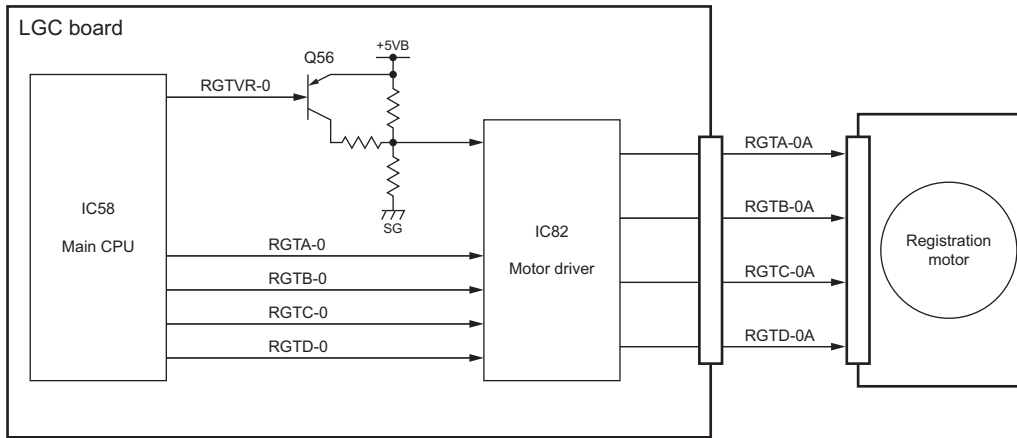 LGC board
+5VB
Q56
RGTVR-0
SG
IC58
Main CPU
RGTA-0
RGTB-0
RGTC-0
RGTD-0
IC82
Motor driver
RGTA-0A
RGTB-0A
RGTC-0A
RGTD-0A
Registration
motor